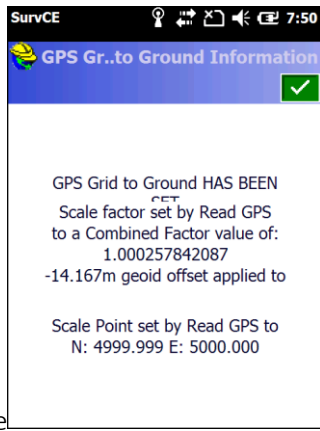 SurvCE 7:50
GPS Gr..to Ground Information
GPS Grid to Ground HAS BEEN
SET
Scale factor set by Read GPS
to a Combined Factor value of:
1.000257842087
-14.167m geoid offset applied to
Scale Point set by Read GPS to
N: 4999.999 E: 5000.000
e